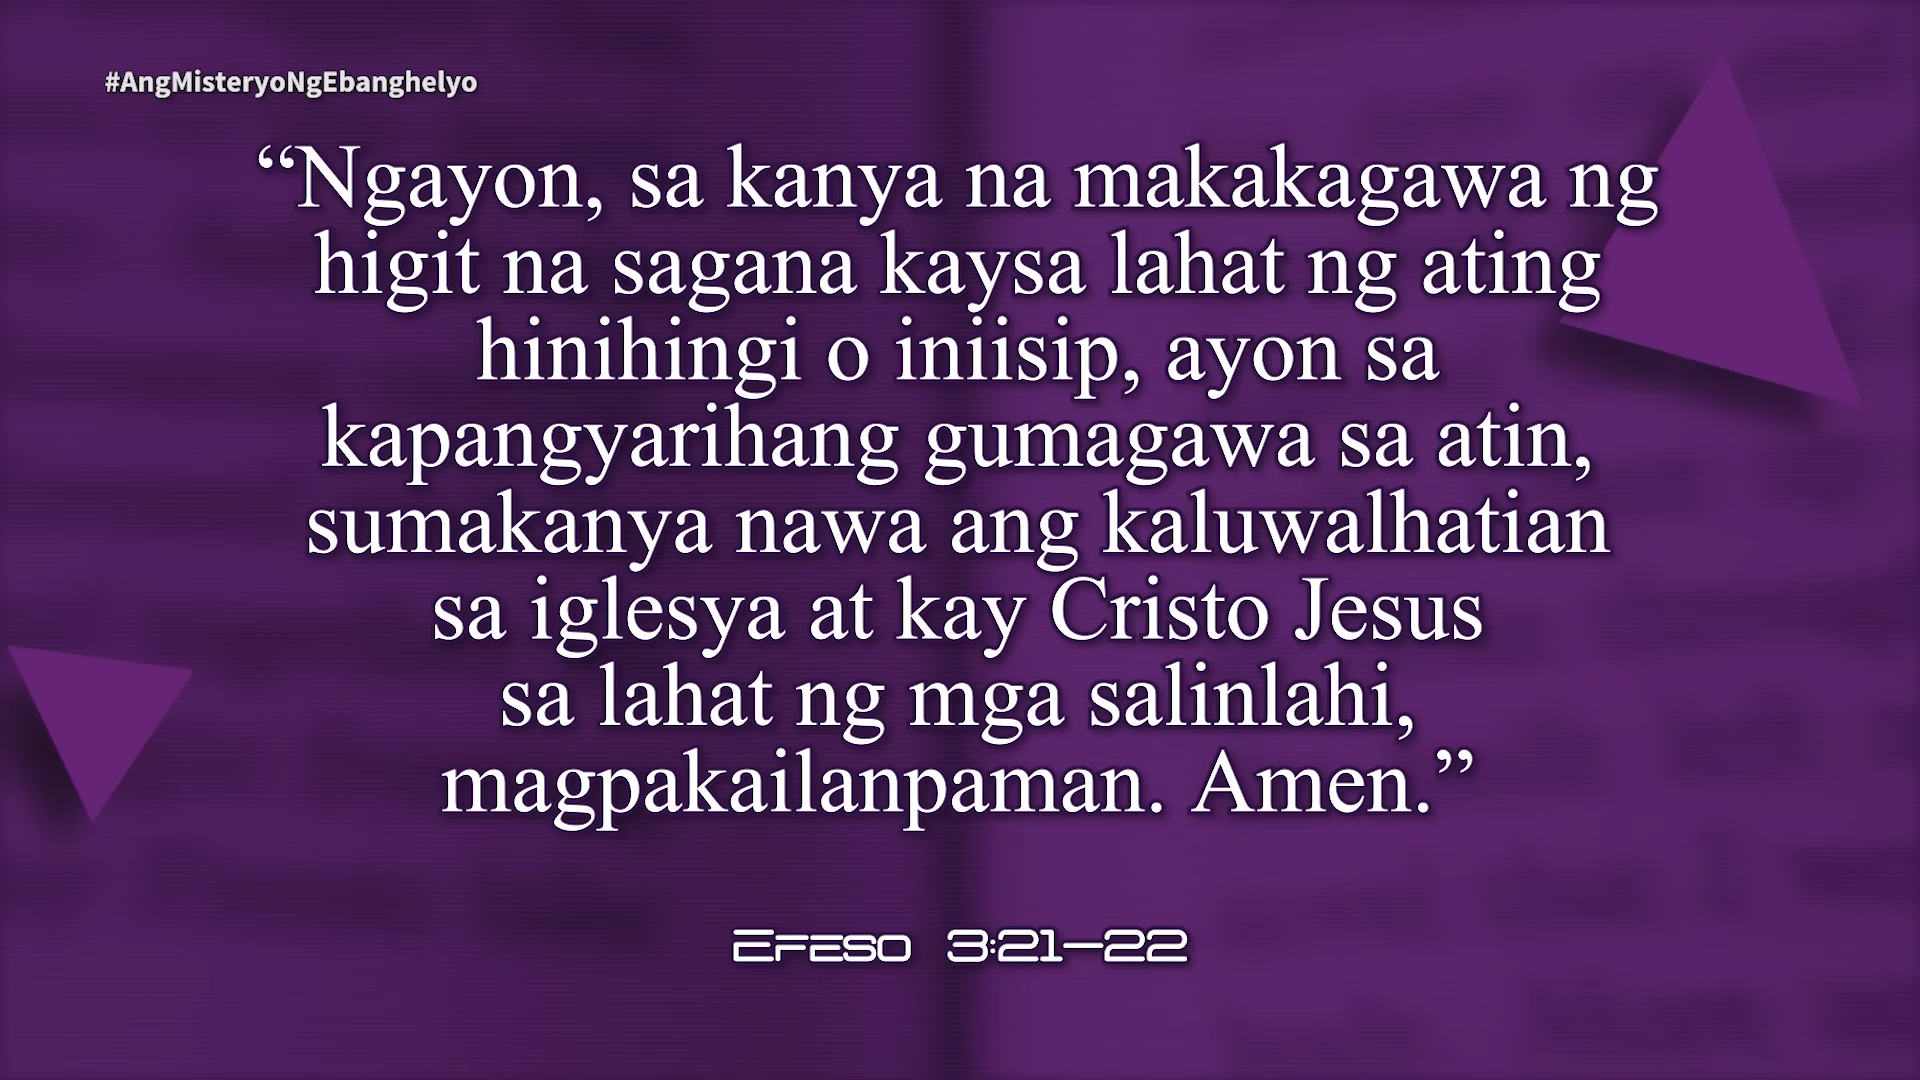 #AngMisteryoNgEbanghelyo
“Ngayon, sa kanya na makakagawa ng
higit na sagana kaysa lahat ng ating
hinihingi o iniisip, ayon sa
kapangyarihang gumagawa sa atin,
sumakanya nawa ang kaluwalhatian
sa iglesya at kay Cristo Jesus
sa lahat ng mga salinlahi,
magpakailanpaman. Amen.”
Efeso 3:21–22